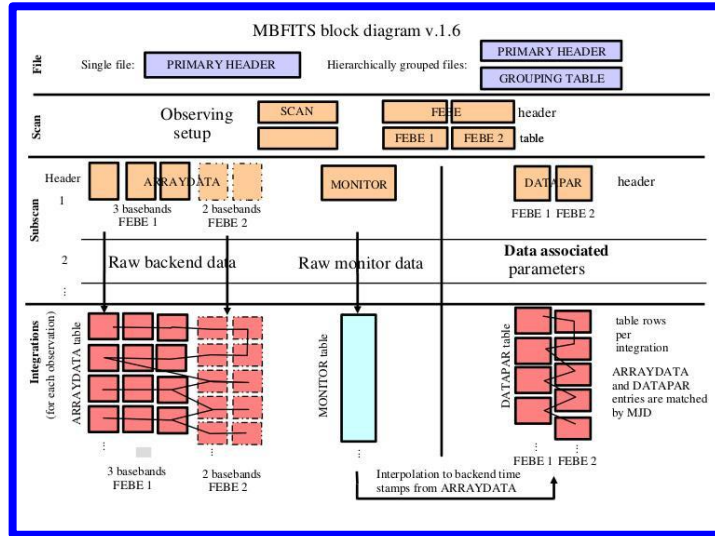 MBFITS block diagram v.1.6
File
Single file:
PRIMARY HEADER
Hierarchically grouped files:
PRIMARY HEADER
GROUPING TABLE
Scan
Observing
setup
SCAN
FEBE
header
FEBE 1
FEBE 2
table
Subscan
Header
1
ARRAYDATA
3 basebands
FEBE 1
2 basebands
FEBE 2
MONITOR
DATAPAR
header
FEBE 1
FEBE 2
2
Raw backend data
Raw monitor data
Data associated
parameters
⋮
Integrations
(for each observation)
ARRAYDATA table
MONITOR table
DATAPAR table
table rows
per
integration
ARRAYDATA
and DATAPAR
entries are matched
by MJD
⋮
⋮
⋮
⋮
⋮
3 basebands
FEBE 1
2 basebands
FEBE 2
FEBE 1
FEBE 2
Interpolation to backend time
stamps from ARRAYDATA